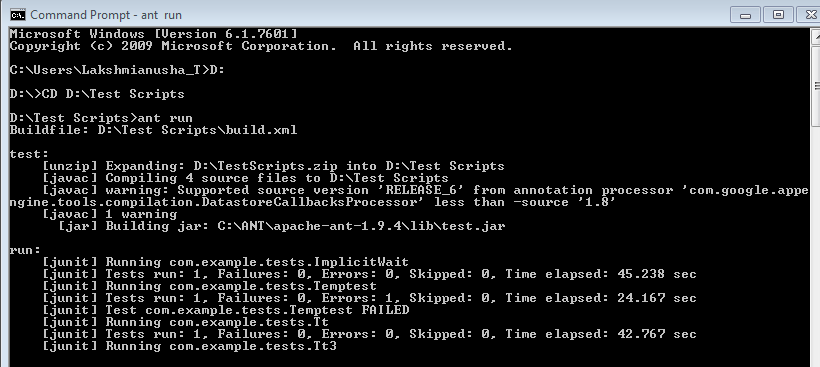 Command Prompt - ant run
Microsoft Windows [Version 6.1.7601]
Copyright (c) 2009 Microsoft Corporation.  All rights reserved.
C:\Users\Lakshmianusha_T>D:
D:\>CD D:\Test Scripts
D:\Test Scripts>ant run
Buildfile: D:\Test Scripts\build.xml
test:
[unzip] Expanding: D:\TestScripts.zip into D:\Test Scripts
[javac] Compiling 4 source files to D:\Test Scripts
[javac] warning: Supported source version 'RELEASE_6' from annotation processor 'com.google.appe
ngine.tools.compilation.DatastoreCallbacksProcessor' less than -source '1.8'
[javac] 1 warning
[jar] Building jar: C:\ANT\apache-ant-1.9.4\lib\test.jar
run:
[junit] Running com.example.tests.ImplicitWait
[junit] Tests run: 1, Failures: 0, Errors: 0, Skipped: 0, Time elapsed: 45.238 sec
[junit] Running com.example.tests.Temptest
[junit] Tests run: 1, Failures: 0, Errors: 1, Skipped: 0, Time elapsed: 24.167 sec
[junit] Test com.example.tests.Temptest FAILED
[junit] Running com.example.tests.Tt
[junit] Tests run: 1, Failures: 0, Errors: 0, Skipped: 0, Time elapsed: 42.767 sec
[junit] Running com.example.tests.Tt3